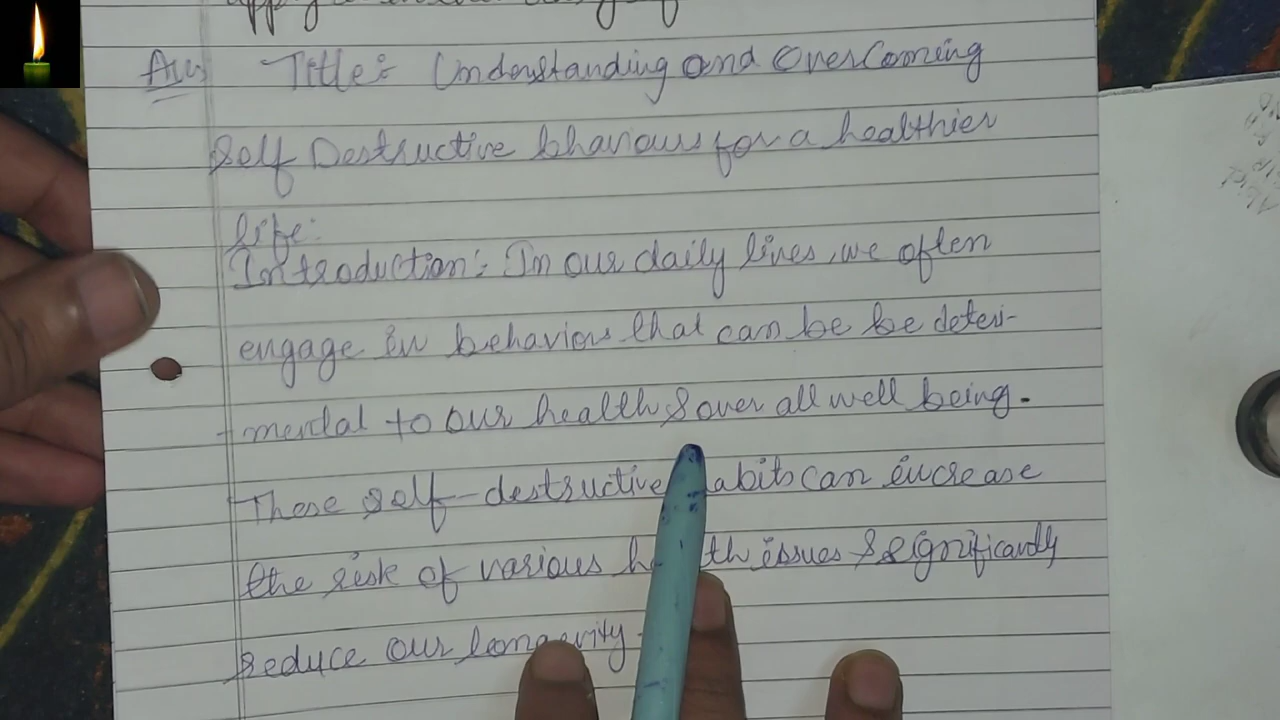 Ans Title:- Understanding and Overcoming
Self Destructive bhaviours for a healthier
life:
Introduction:- In our daily lives, we often
engage in behaviors that can be be deteri-
mental to our health & over all well being.
These self-destructive habits can increase
the risk of various health issues & significantly
reduce our longevity.